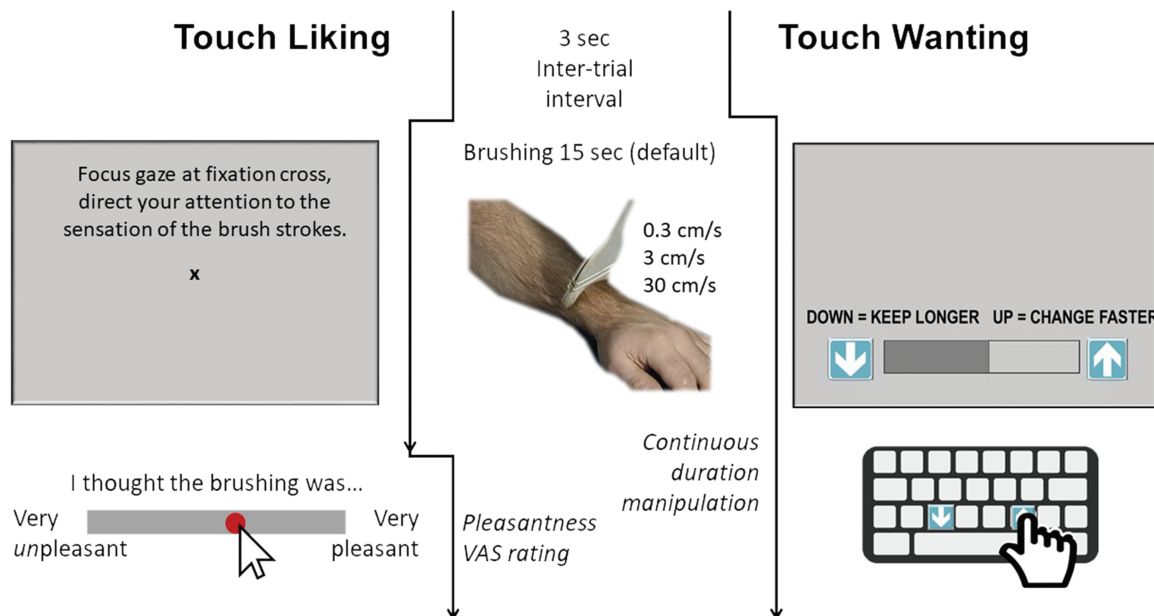 Touch Liking
Focus gaze at fixation cross,
direct your attention to the
sensation of the brush strokes.
x
I thought the brushing was...
Very
unpleasant
Very
pleasant
3 sec
Inter-trial
interval
Brushing 15 sec (default)
0.3 cm/s
3 cm/s
30 cm/s
Pleasantness
VAS rating
Continuous
duration
manipulation
Touch Wanting
DOWN = KEEP LONGER UP = CHANGE FASTER